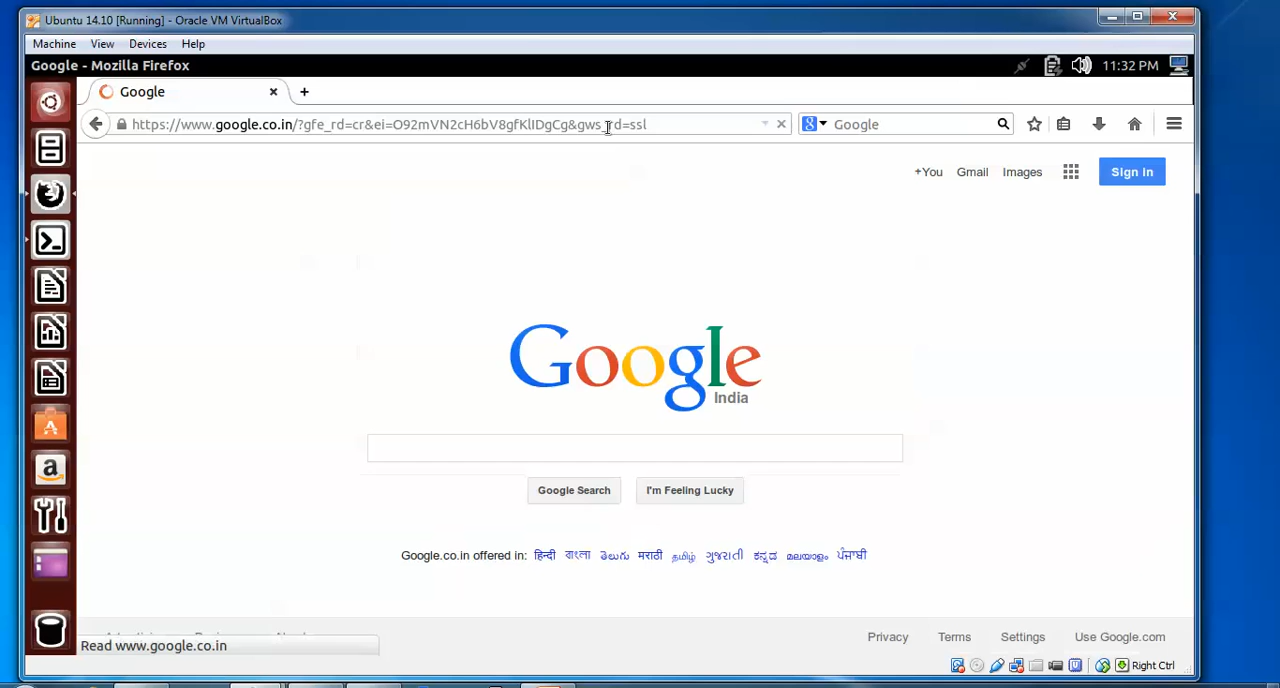 Ubuntu 14.10 [Running] - Oracle VM VirtualBox
Machine View Devices Help
Google - Mozilla Firefox
11:32 PM
Google
https://www.google.co.in/?gfe_rd=cr&ei=O92mVN2cH6bV8gfKlIDgCg&gws_rd=ssl
Google
+You Gmail Images Sign in
Google
India
Google Search I'm Feeling Lucky
Google.co.in offered in: हिन्दी বাংলা తెలుగు मराठी தமிழ் ગુજરાતી ಕನ್ನಡ മലയാളം ਪੰਜਾਬੀ
Privacy Terms Settings Use Google.com
Read www.google.co.in
Right Ctrl